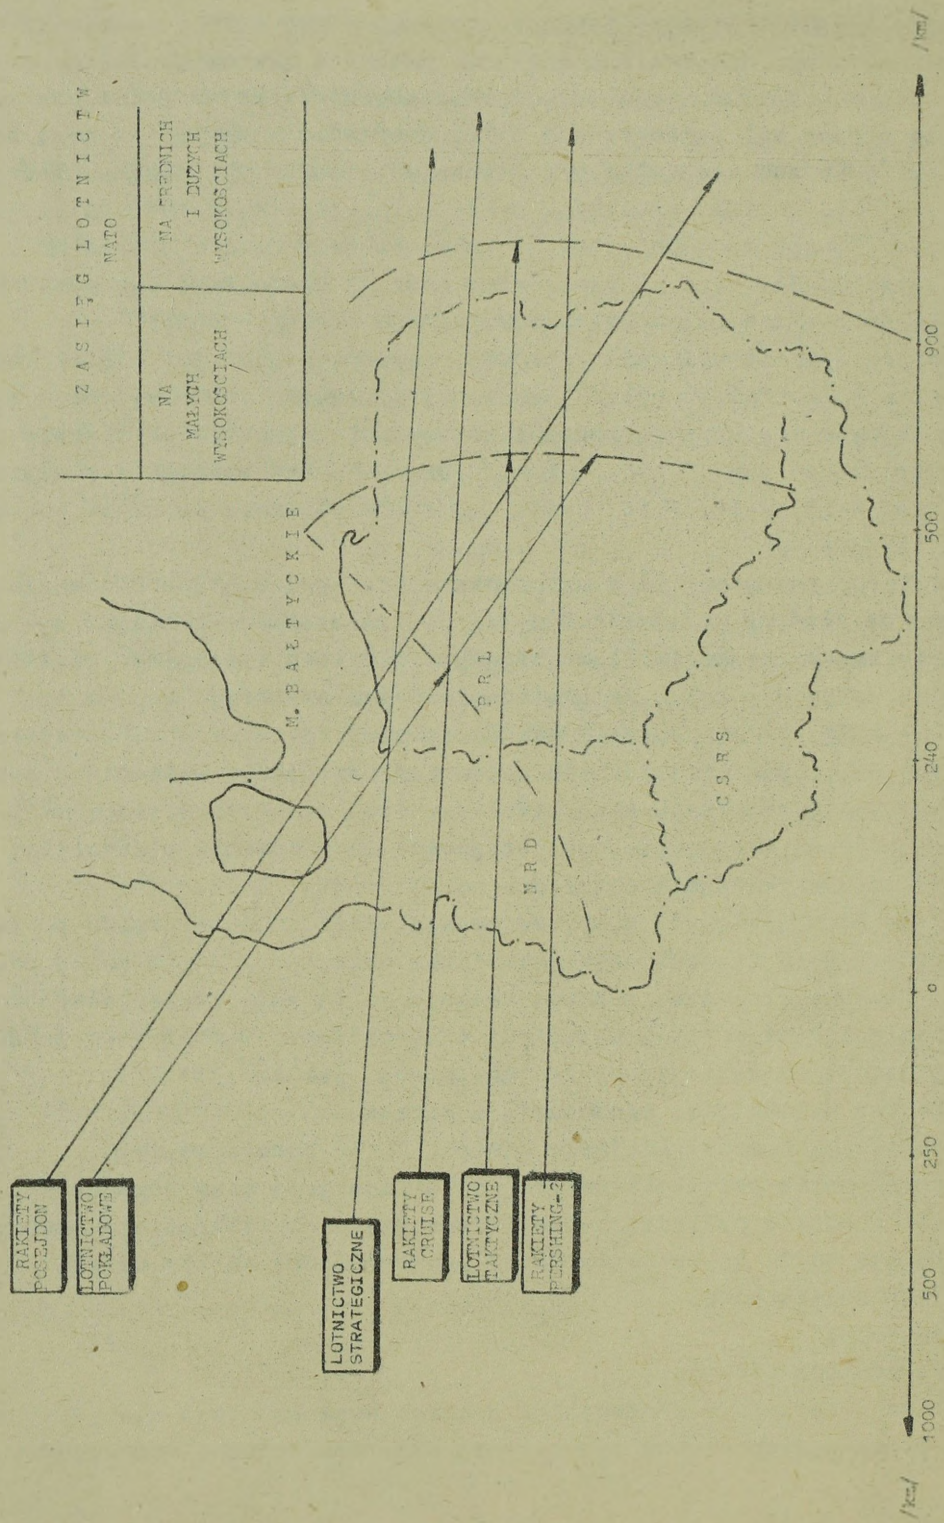 ZASIĘG LOTNICTWA
NATO
NA
MAŁYCH
WYSOKOŚCIACH
NA ŚREDNICH
I DUŻYCH
WYSOKOŚCIACH
M. BAŁTYCKIE
RAKIETY
POSEJDON
LOTNICTWO
POKŁADOWE
LOTNICTWO
STRATEGICZNE
RAKIETY
CRUISE
LOTNICTWO
TAKTYCZNE
RAKIETY
PERSHING-2
NRD
PRL
CSRS
/km/ 1000 500 250 0 240 500 900 /km/